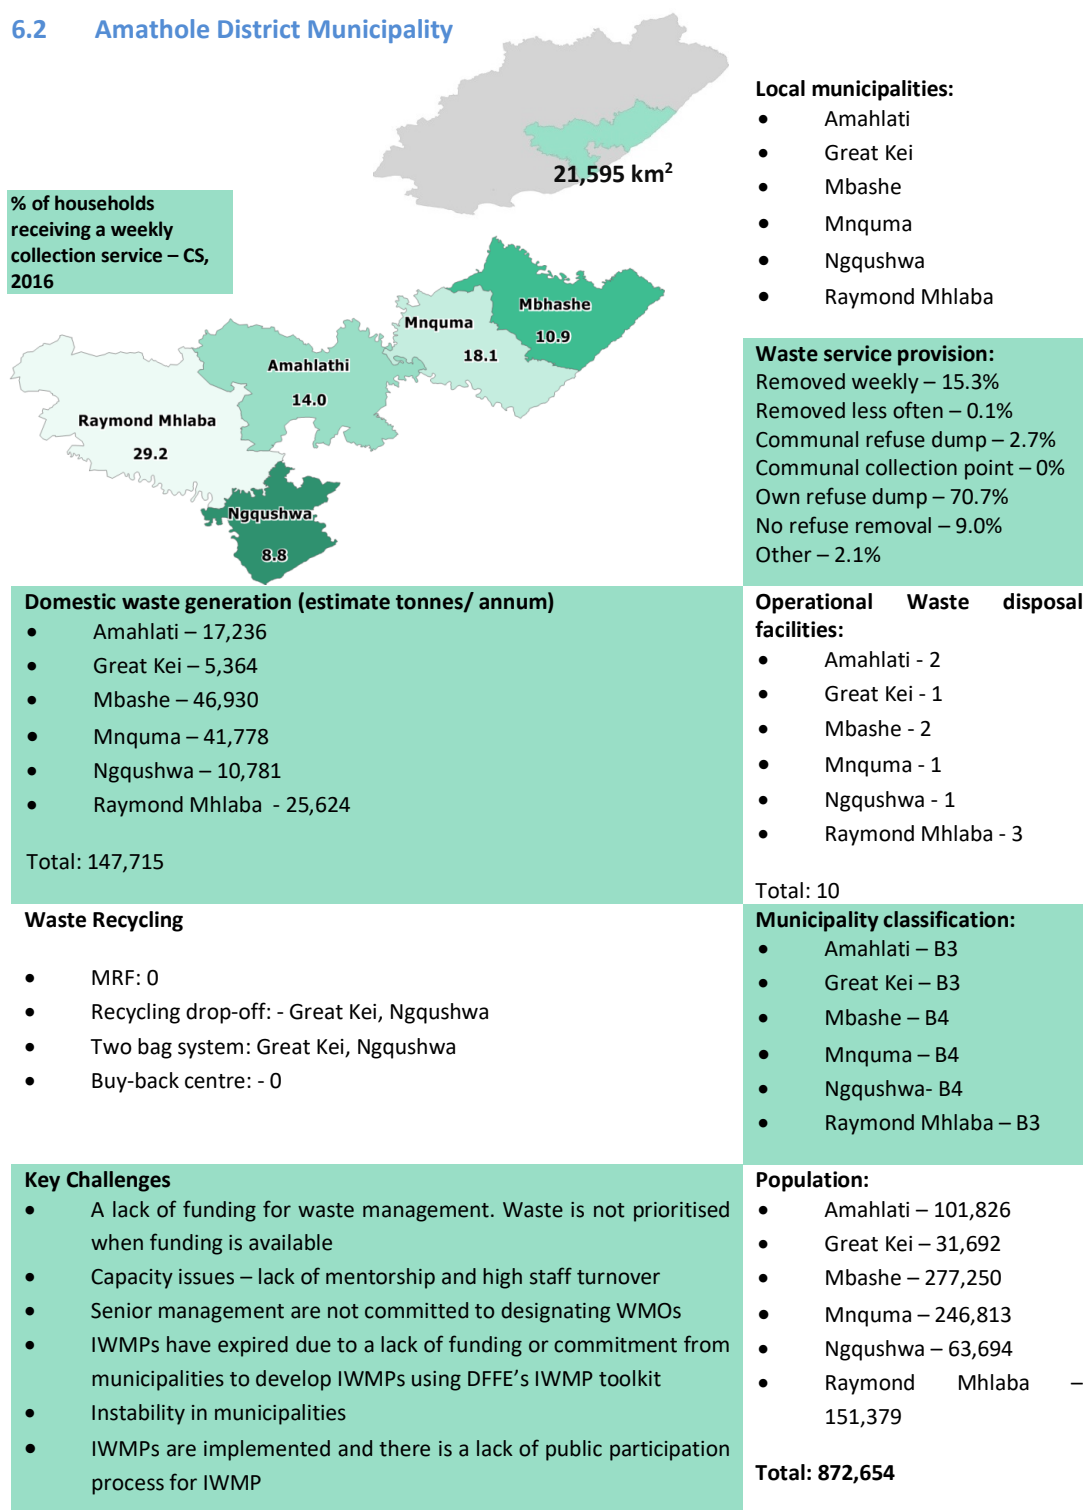 6.2 Amathole District Municipality
21,595 km²
% of households
receiving a weekly
collection service – CS,
2016
Mbhashe
10.9
Mnquma
18.1
Amahlathi
14.0
Raymond Mhlaba
29.2
Ngqushwa
8.8
Local municipalities:
• Amahlati
• Great Kei
• Mbashe
• Mnquma
• Ngqushwa
• Raymond Mhlaba
Waste service provision:
Removed weekly – 15.3%
Removed less often – 0.1%
Communal refuse dump – 2.7%
Communal collection point – 0%
Own refuse dump – 70.7%
No refuse removal – 9.0%
Other – 2.1%
Domestic waste generation (estimate tonnes/ annum)
• Amahlati – 17,236
• Great Kei – 5,364
• Mbashe – 46,930
• Mnquma – 41,778
• Ngqushwa – 10,781
• Raymond Mhlaba - 25,624
Total: 147,715
Operational Waste disposal
facilities:
• Amahlati - 2
• Great Kei - 1
• Mbashe - 2
• Mnquma - 1
• Ngqushwa - 1
• Raymond Mhlaba - 3
Total: 10
Waste Recycling
• MRF: 0
• Recycling drop-off: - Great Kei, Ngqushwa
• Two bag system: Great Kei, Ngqushwa
• Buy-back centre: - 0
Municipality classification:
• Amahlati – B3
• Great Kei – B3
• Mbashe – B4
• Mnquma – B4
• Ngqushwa- B4
• Raymond Mhlaba – B3
Key Challenges
• A lack of funding for waste management. Waste is not prioritised
when funding is available
• Capacity issues – lack of mentorship and high staff turnover
• Senior management are not committed to designating WMOs
• IWMPs have expired due to a lack of funding or commitment from
municipalities to develop IWMPs using DFFE’s IWMP toolkit
• Instability in municipalities
• IWMPs are implemented and there is a lack of public participation
process for IWMP
Population:
• Amahlati – 101,826
• Great Kei – 31,692
• Mbashe – 277,250
• Mnquma – 246,813
• Ngqushwa – 63,694
• Raymond Mhlaba –
151,379
Total: 872,654